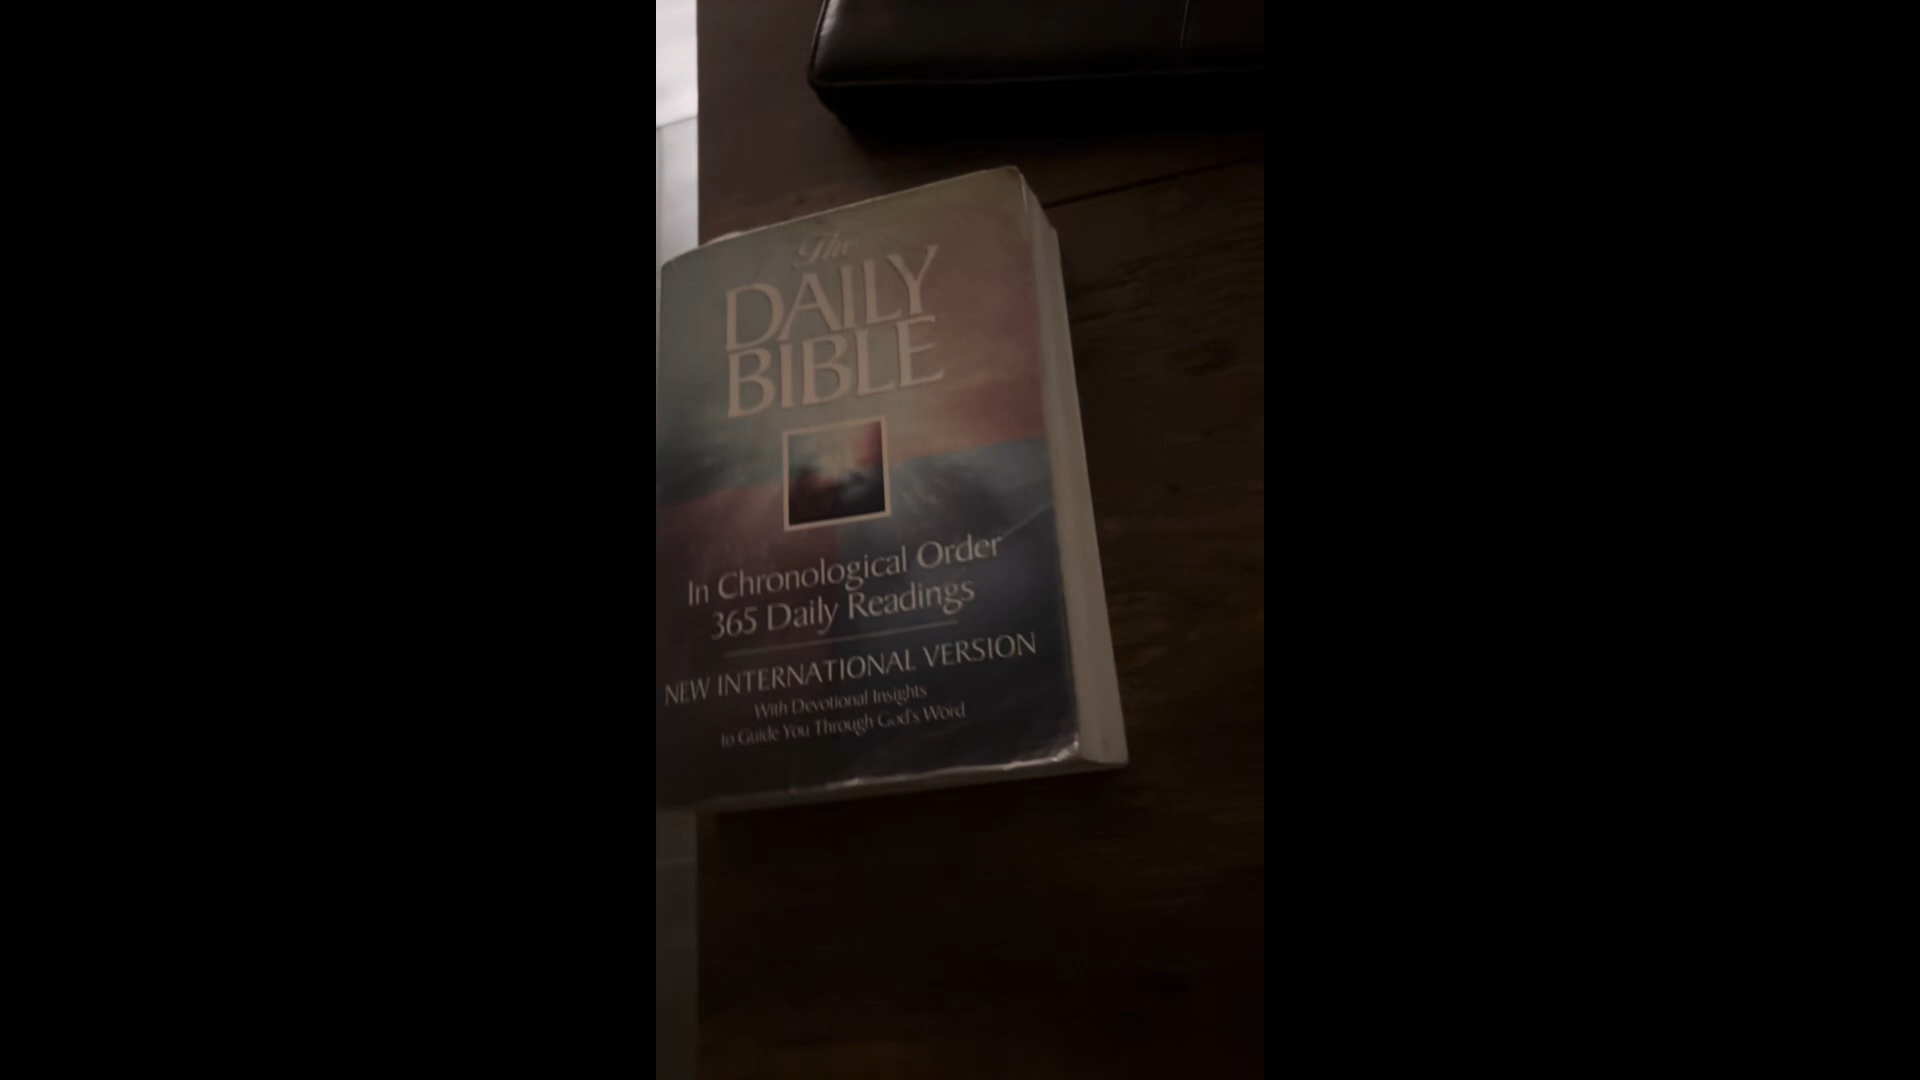 The
DAILY
BIBLE
In Chronological Order
365 Daily Readings
NEW INTERNATIONAL VERSION
With Devotional Insights
to Guide You Through God's Word